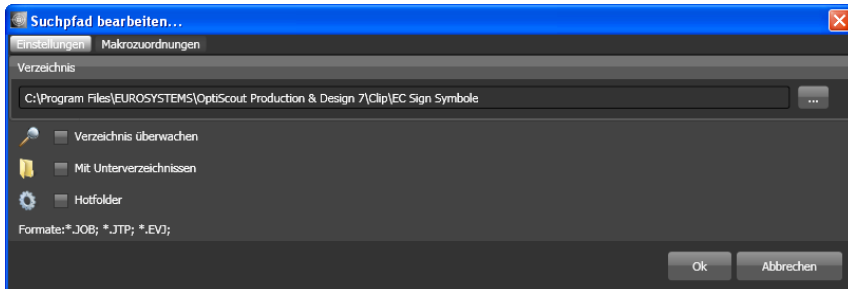 Suchpfad bearbeiten...
Einstellungen Makrozuordnungen
Verzeichnis
C:\Program Files\EUROSYSTEMS\OptiScout Production & Design 7\Clip\EC Sign Symbole
...
Verzeichnis überwachen
Mit Unterverzeichnissen
Hotfolder
Formate:*.JOB; *.JTP; *.EVJ;
Ok Abbrechen